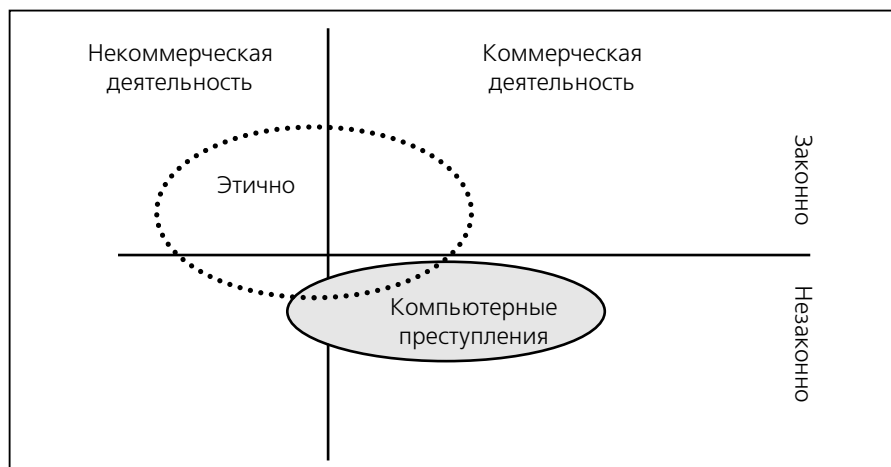 Некоммерческая
деятельность
Коммерческая
деятельность
Законно
Этично
Незаконно
Компьютерные
преступления